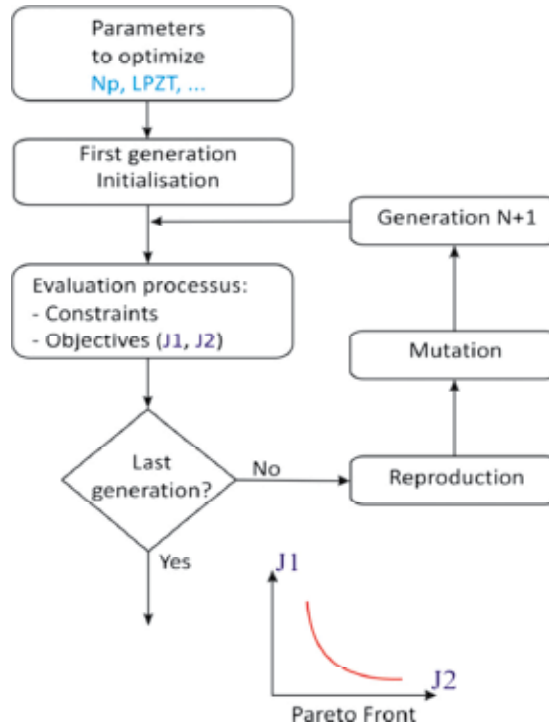 Parameters
to optimize
Np, LPZT, ...
First generation
Initialisation
Generation N+1
Evaluation processus:
- Constraints
- Objectives (J1, J2)
Mutation
Last
generation?
No
Reproduction
Yes
J1
J2
Pareto Front